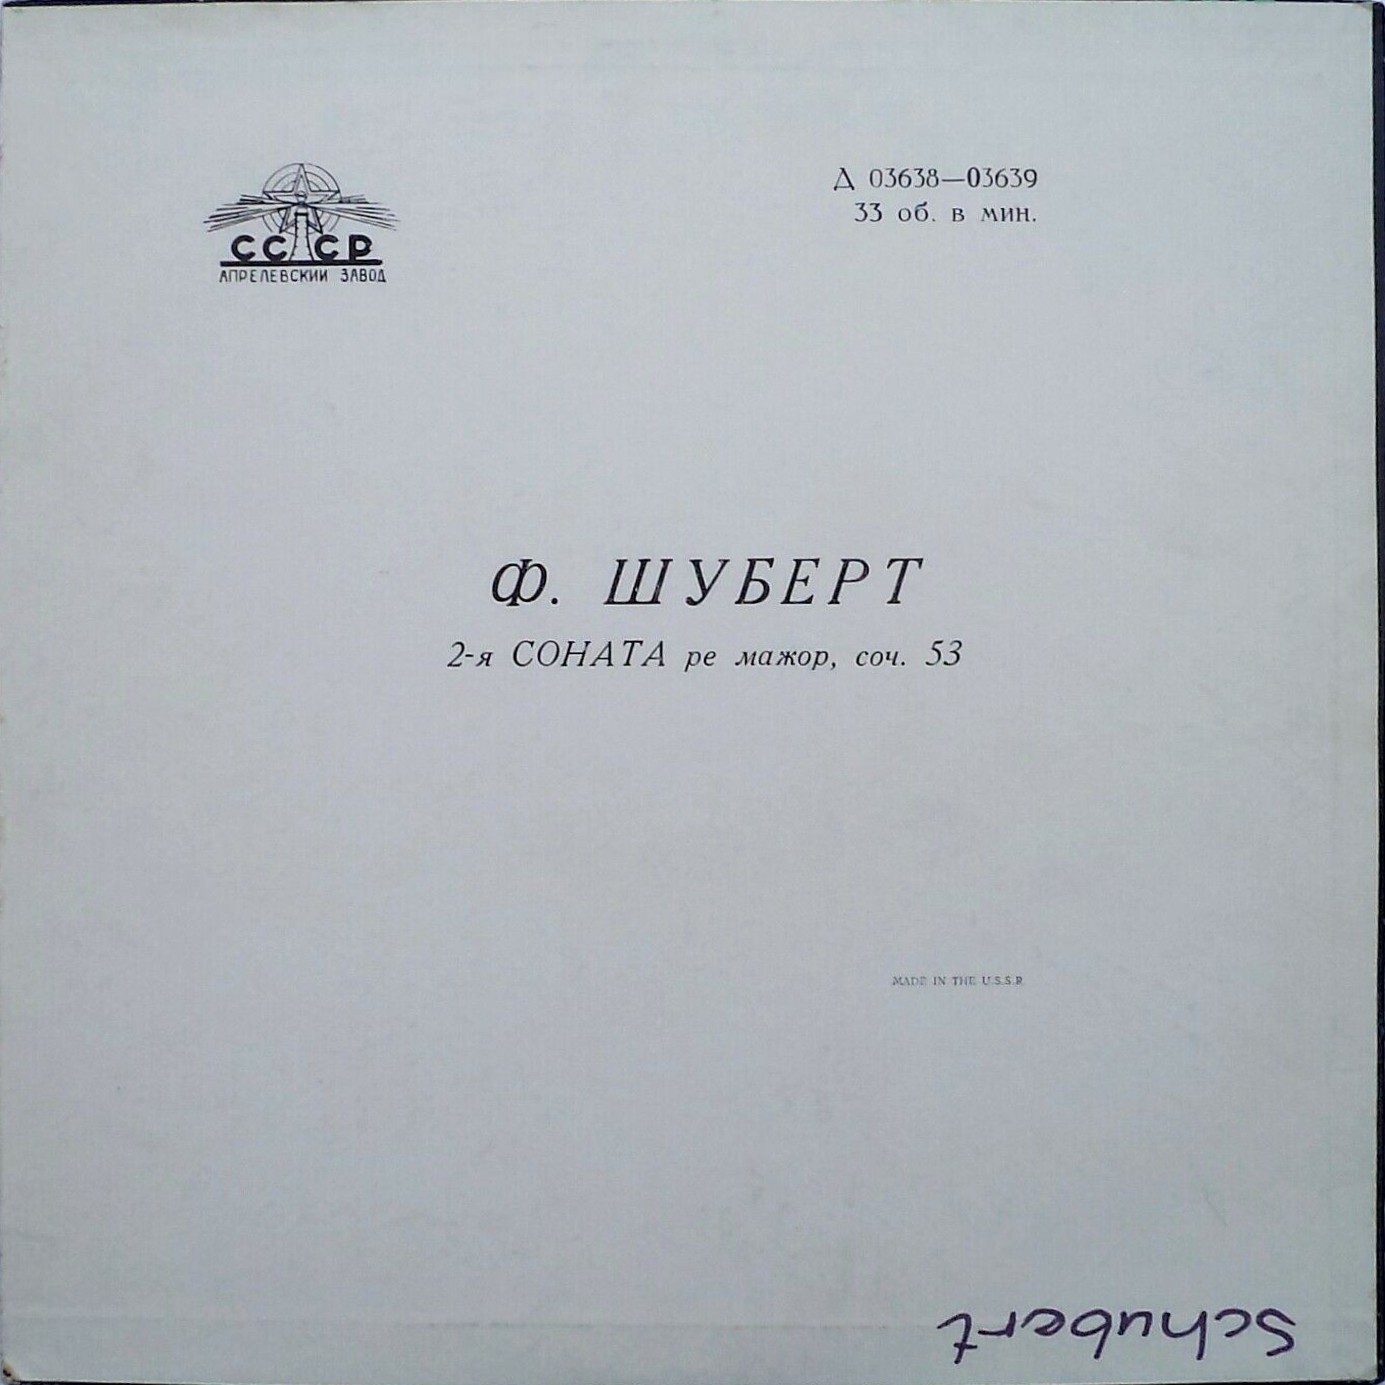 СССР
АПРЕЛЕВСКИЙ ЗАВОД
Д 03638—03639
33 об. в мин.
Ф. ШУБЕРТ
2-я СОНАТА ре мажор, соч. 53
MADE IN THE U.S.S.R.
Schubert